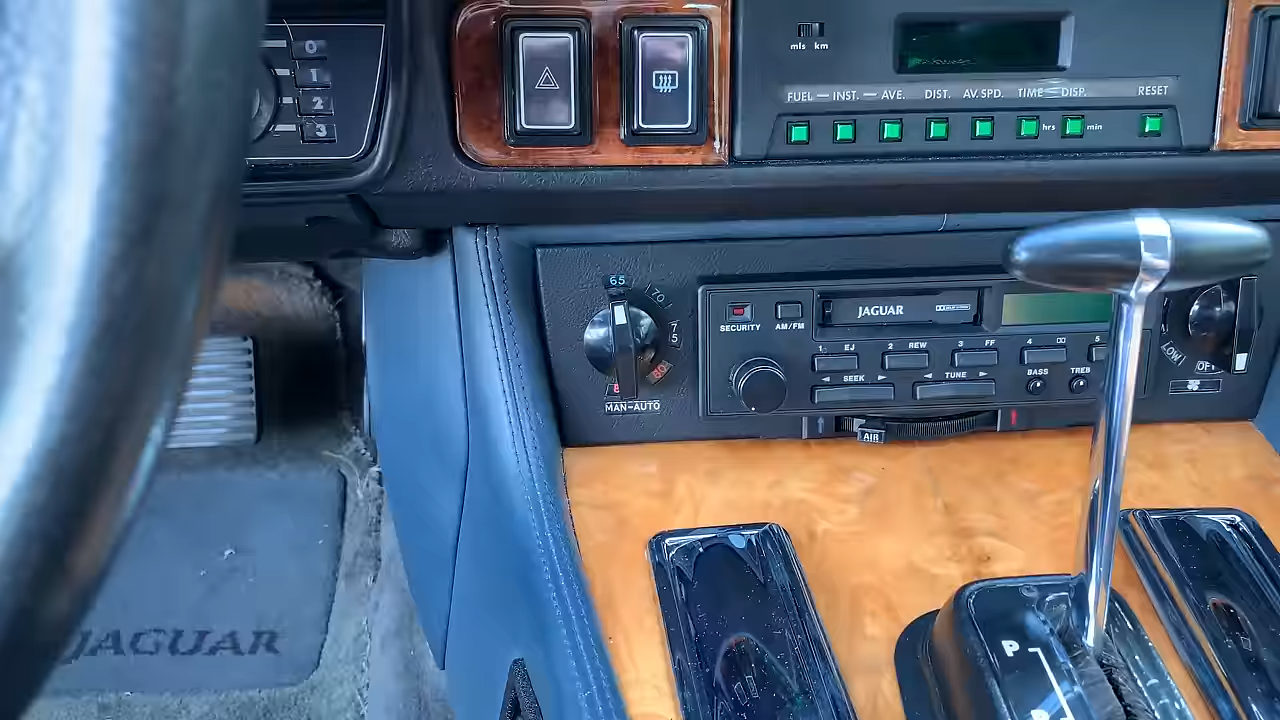 0
1
2
3
mls km
FUEL — INST. — AVE. DIST. AV.SPD. TIME — DISP. RESET
hrs min
65
70
75
80
MAN-AUTO
SECURITY AM/FM
JAGUAR
1 EJ 2 REW 3 FF 4 5
SEEK TUNE BASS TREB
AIR
LOW
OFF
JAGUAR
P
R